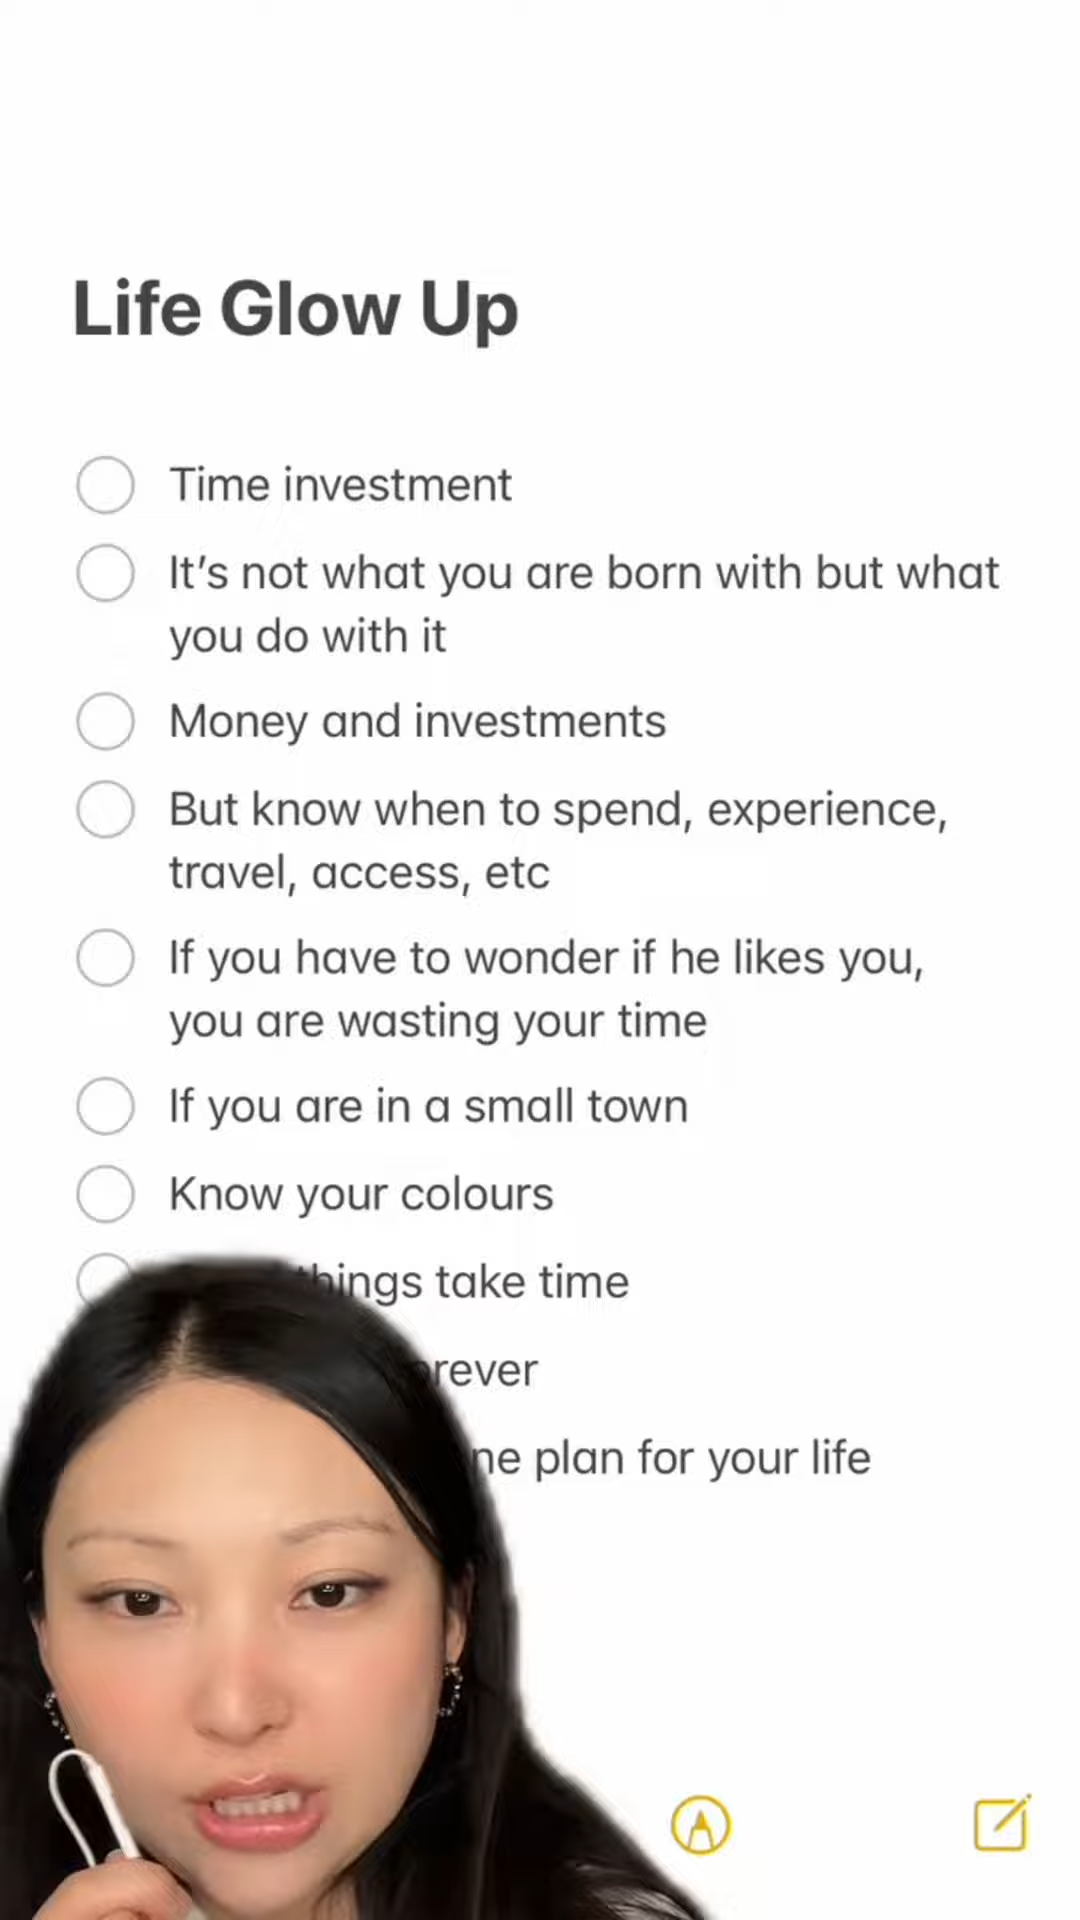 Life Glow Up
Time investment
It's not what you are born with but what
you do with it
Money and investments
But know when to spend, experience,
travel, access, etc
If you have to wonder if he likes you,
you are wasting your time
If you are in a small town
Know your colours
things take time
plan for your life